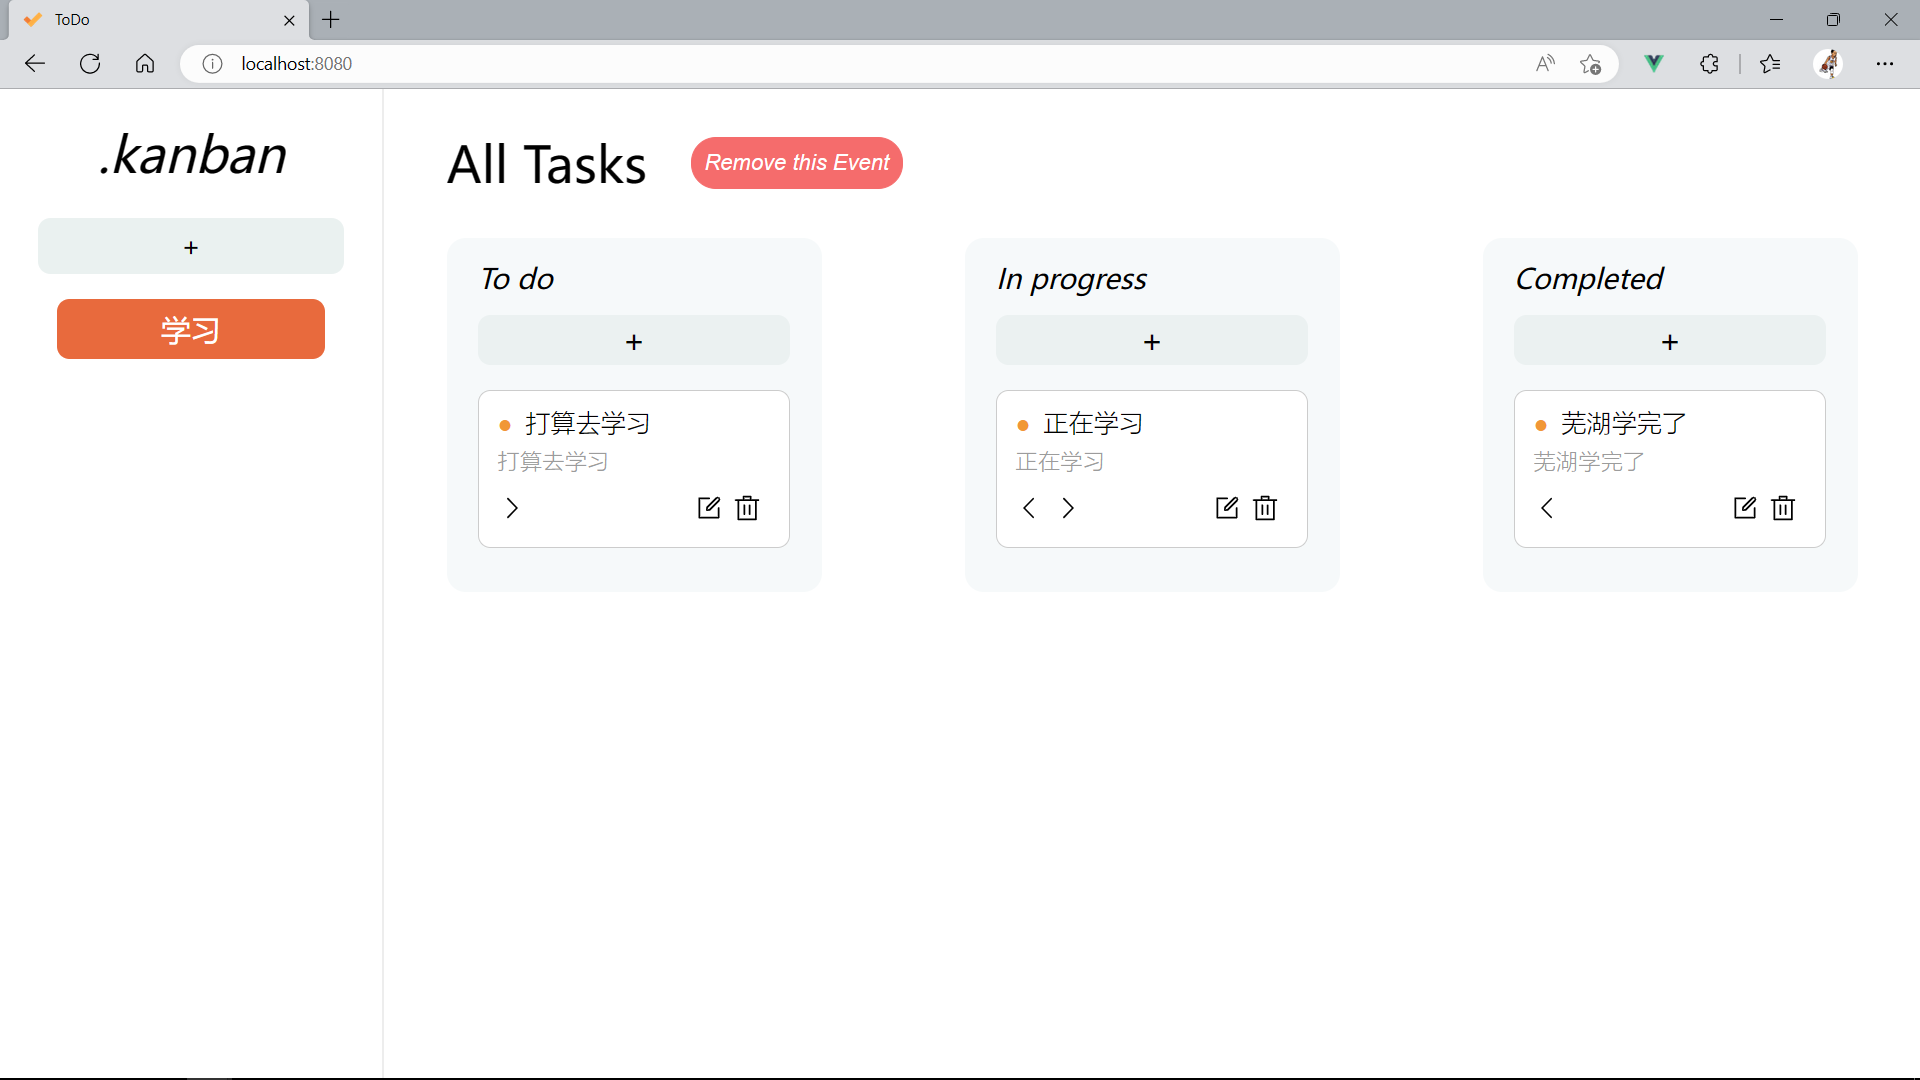 ToDo
localhost:8080
.kanban
+
学习
All Tasks
Remove this Event
To do
+
打算去学习
打算去学习
In progress
+
正在学习
正在学习
Completed
+
芜湖学完了
芜湖学完了